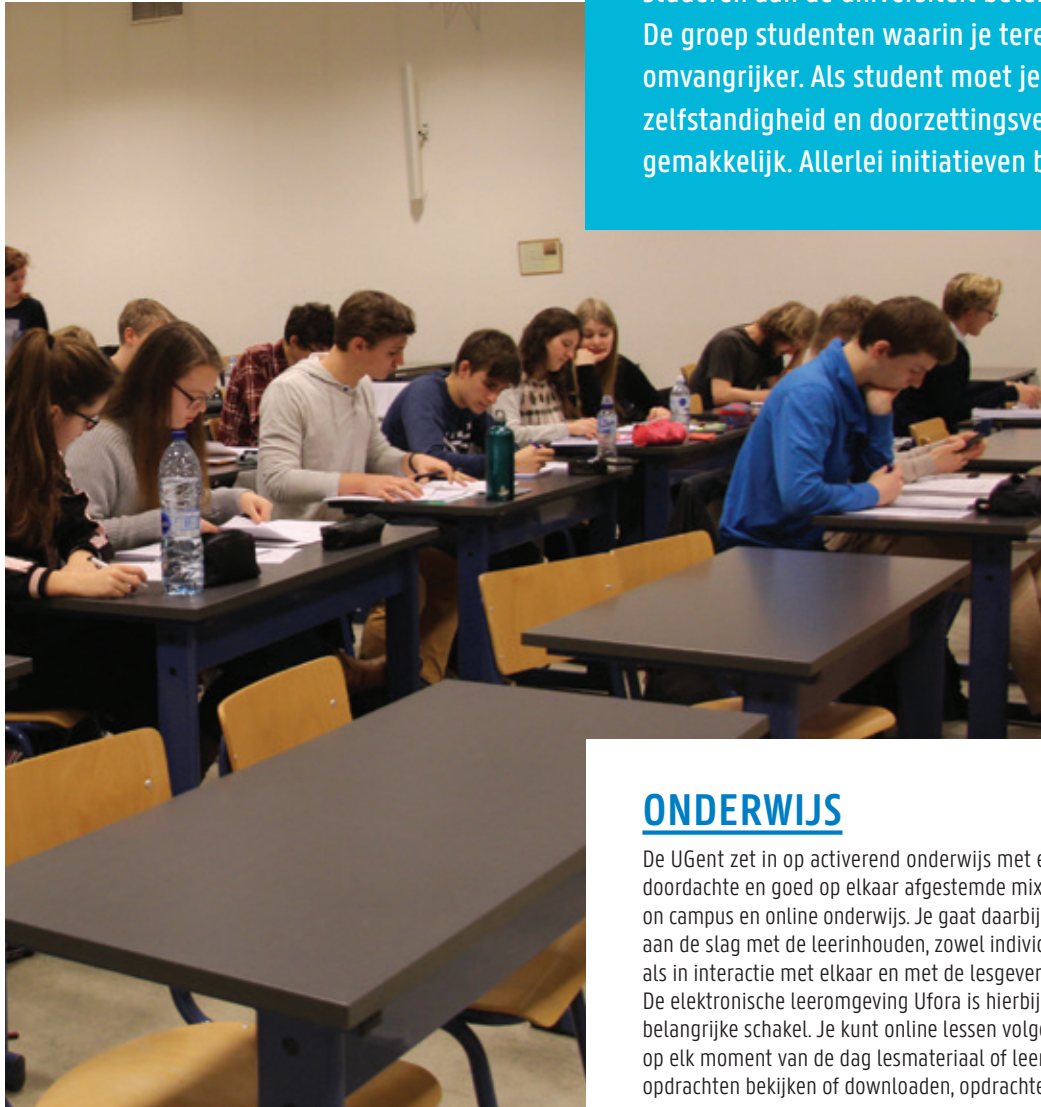 De groep studenten waarin je
omvangrijker. Als student moet je
zelfstandigheid en
gemakkelijk. Allerlei initiatieven
ONDERWIJS
De UGent zet in op activerend onderwijs met
doordachte en goed op elkaar afgestemde mix
on campus en online onderwijs. Je gaat daarbij
aan de slag met de leerinhouden, zowel
als in interactie met elkaar en met de
De elektronische leeromgeving Ufora is hierbij
belangrijke schakel. Je kunt online lessen
op elk moment van de dag lesmateriaal of
opdrachten bekijken of downloaden,